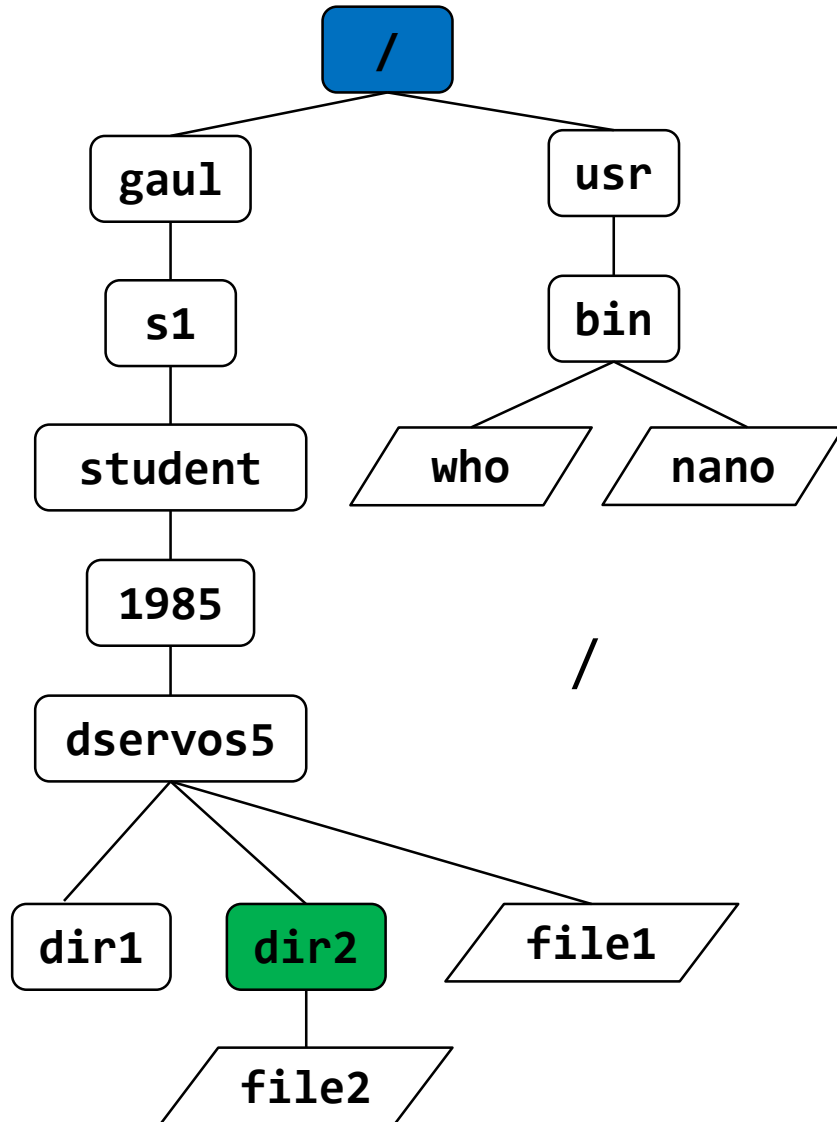 /
gaul
usr
s1
bin
student
who
nano
1985
/
dservos5
dir1
dir2
file1
file2